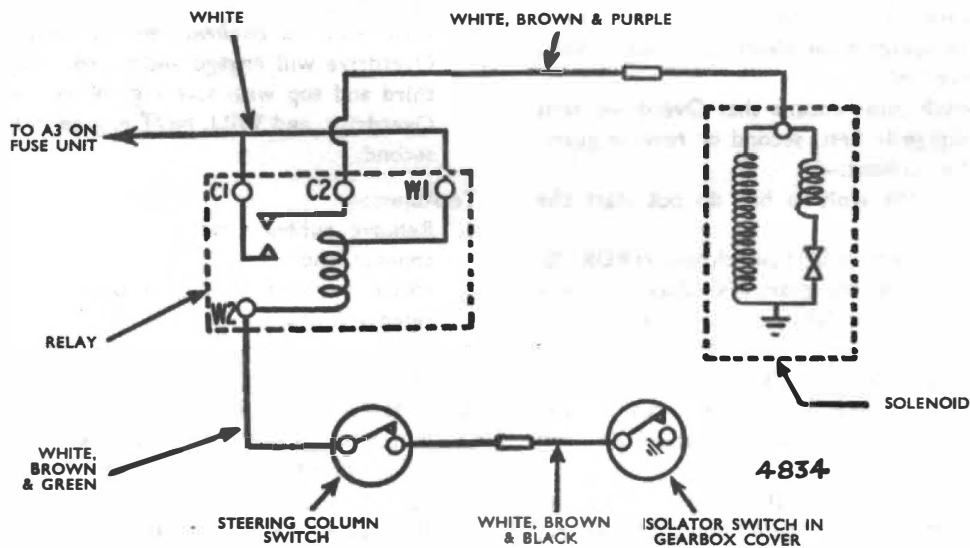 WHITE
WHITE, BROWN & PURPLE
TO A3 ON
FUSE UNIT
C1
C2
W1
W2
RELAY
SOLENOID
WHITE,
BROWN
& GREEN
4834
STEERING COLUMN
SWITCH
WHITE, BROWN
& BLACK
ISOLATOR SWITCH IN
GEARBOX COVER